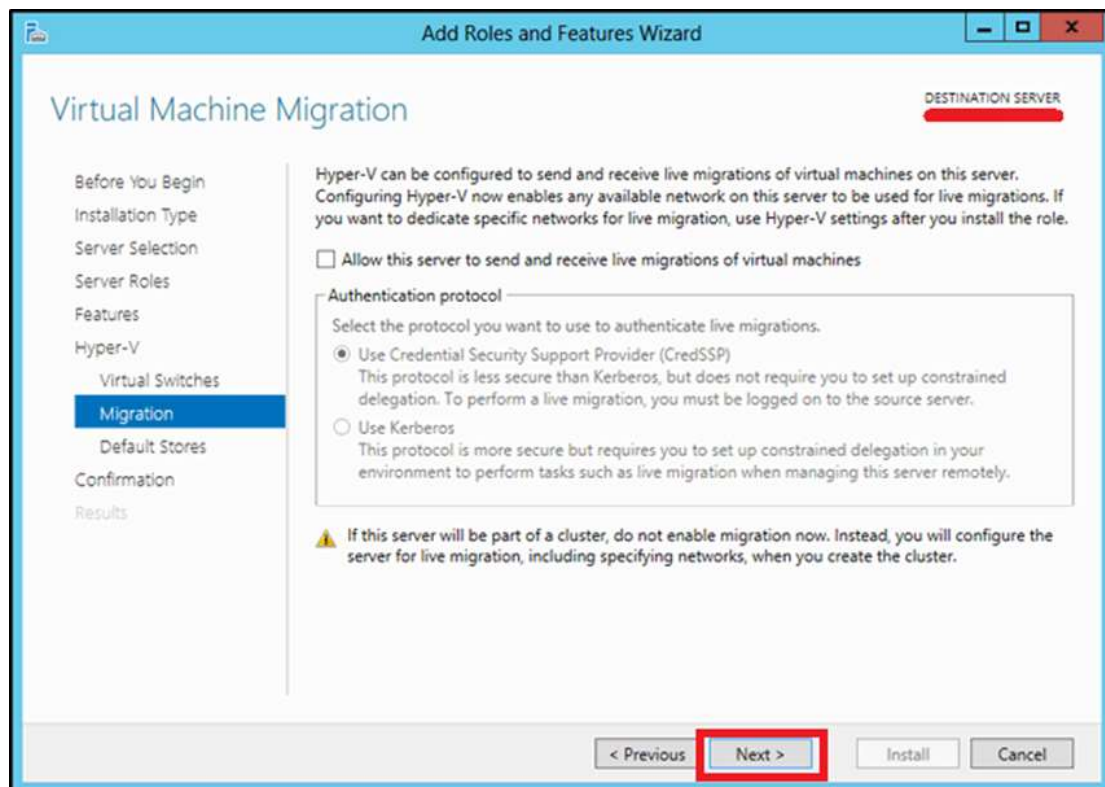 Add Roles and Features Wizard
Virtual Machine Migration
DESTINATION SERVER
Before You Begin
Installation Type
Server Selection
Server Roles
Features
Hyper-V
Virtual Switches
Migration
Default Stores
Confirmation
Results
Hyper-V can be configured to send and receive live migrations of virtual machines on this server.
Configuring Hyper-V now enables any available network on this server to be used for live migrations. If
you want to dedicate specific networks for live migration, use Hyper-V settings after you install the role.
Allow this server to send and receive live migrations of virtual machines
Authentication protocol
Select the protocol you want to use to authenticate live migrations.
Use Credential Security Support Provider (CredSSP)
This protocol is less secure than Kerberos, but does not require you to set up constrained
delegation. To perform a live migration, you must be logged on to the source server.
Use Kerberos
This protocol is more secure but requires you to set up constrained delegation in your
environment to perform tasks such as live migration when managing this server remotely.
If this server will be part of a cluster, do not enable migration now. Instead, you will configure the
server for live migration, including specifying networks, when you create the cluster.
< Previous Next > Install Cancel